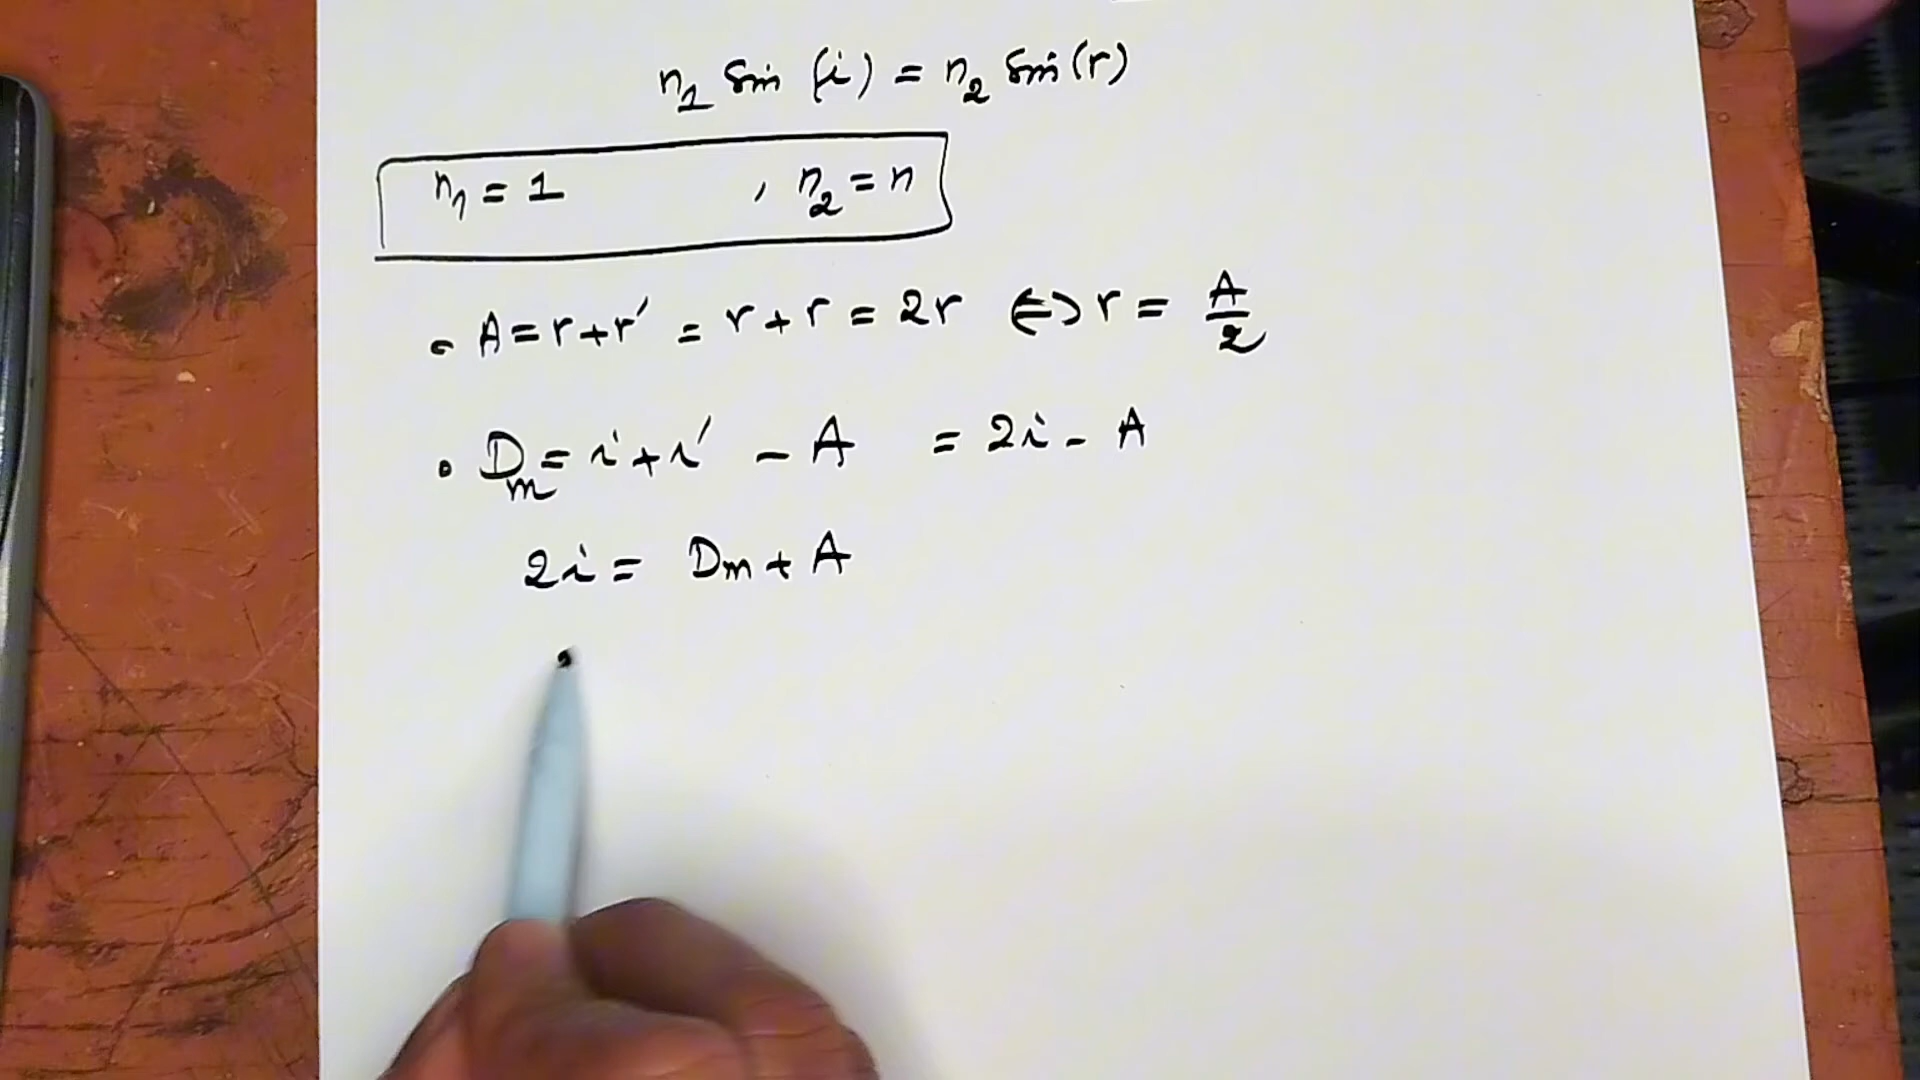 n₁ sin (i) = n₂ sin(r)
n₁ = 1 , n₂ = n
• A = r + r' = r + r = 2r ⇔ r = A/2
• Dm = i + i' - A = 2i - A
2i = Dm + A